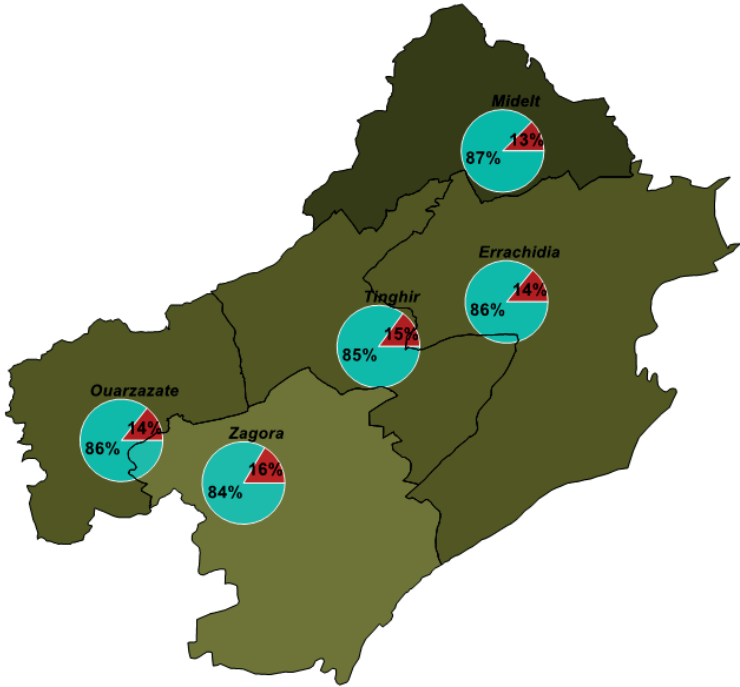 Midelt
13%
87%
Errachidia
14%
86%
Tinghir
15%
85%
Ouarzazate
14%
86%
Zagora
16%
84%